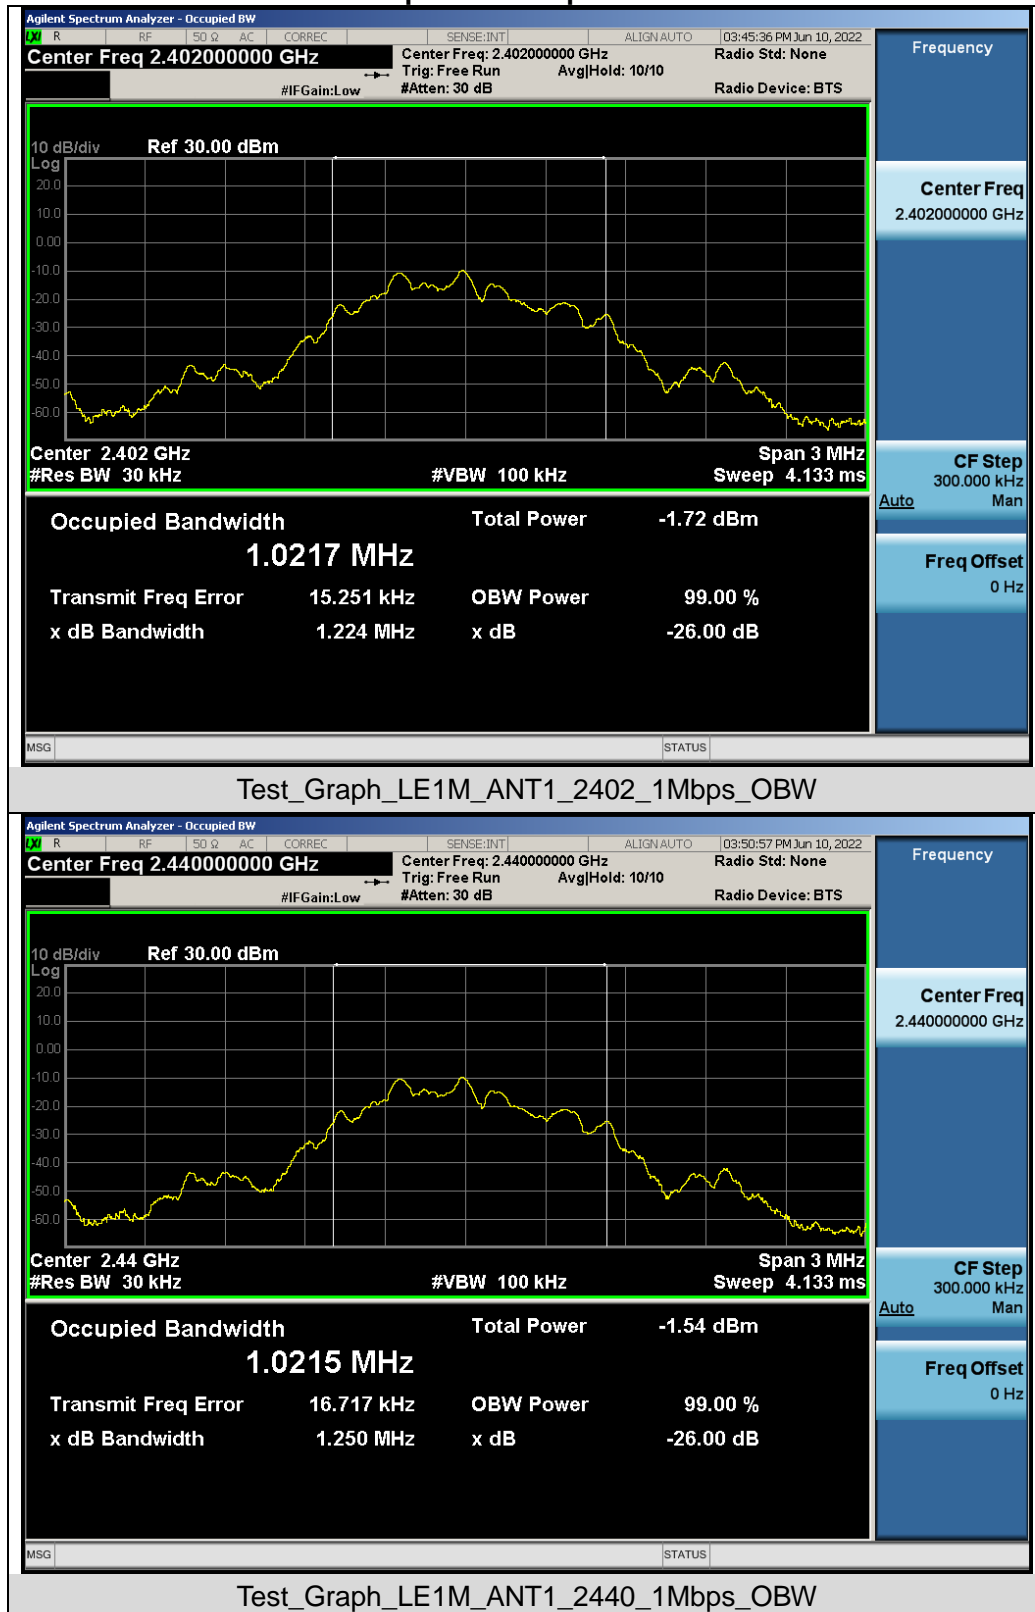 Agilent Spectrum Analyzer - Occupied BW
LXI R RF 50 Ω AC CORREC SENSE:INT ALIGN AUTO 03:45:36 PM Jun 10, 2022
Center Freq 2.402000000 GHz
Center Freq: 2.402000000 GHz Radio Std: None
Trig: Free Run Avg|Hold: 10/10
#IFGain:Low #Atten: 30 dB Radio Device: BTS
Frequency
10 dB/div Ref 30.00 dBm
Log
20.0
10.0
0.00
-10.0
-20.0
-30.0
-40.0
-50.0
-60.0
Center 2.402 GHz Span 3 MHz
#Res BW 30 kHz #VBW 100 kHz Sweep 4.133 ms
Center Freq
2.402000000 GHz
CF Step
300.000 kHz
Auto Man
Freq Offset
0 Hz
Occupied Bandwidth Total Power -1.72 dBm
1.0217 MHz
Transmit Freq Error 15.251 kHz OBW Power 99.00 %
x dB Bandwidth 1.224 MHz x dB -26.00 dB
MSG STATUS
Test_Graph_LE1M_ANT1_2402_1Mbps_OBW
Agilent Spectrum Analyzer - Occupied BW
LXI R RF 50 Ω AC CORREC SENSE:INT ALIGN AUTO 03:50:57 PM Jun 10, 2022
Center Freq 2.440000000 GHz
Center Freq: 2.440000000 GHz Radio Std: None
Trig: Free Run Avg|Hold: 10/10
#IFGain:Low #Atten: 30 dB Radio Device: BTS
Frequency
10 dB/div Ref 30.00 dBm
Log
20.0
10.0
0.00
-10.0
-20.0
-30.0
-40.0
-50.0
-60.0
Center 2.44 GHz Span 3 MHz
#Res BW 30 kHz #VBW 100 kHz Sweep 4.133 ms
Center Freq
2.440000000 GHz
CF Step
300.000 kHz
Auto Man
Freq Offset
0 Hz
Occupied Bandwidth Total Power -1.54 dBm
1.0215 MHz
Transmit Freq Error 16.717 kHz OBW Power 99.00 %
x dB Bandwidth 1.250 MHz x dB -26.00 dB
MSG STATUS
Test_Graph_LE1M_ANT1_2440_1Mbps_OBW